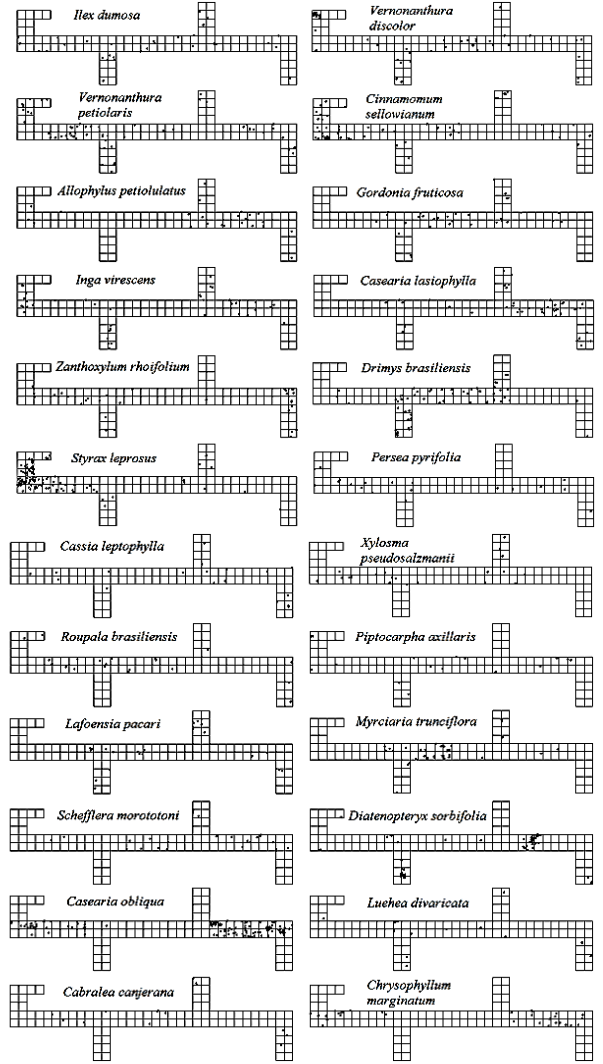 Ilex dumosa
Vernonanthura
discolor
Vernonanthura
petiolaris
Cinnamomum
sellowianum
Allophylus petiolulatus
Gordonia fruticosa
Inga virescens
Casearia lasiophylla
Zanthoxylum rhoifolium
Drimys brasiliensis
Styrax leprosus
Persea pyrifolia
Cassia leptophylla
Xylosma
pseudosalzmanii
Roupala brasiliensis
Piptocarpha axillaris
Lafoensia pacari
Myrciaria trunciflora
Schefflera morototoni
Diatenopteryx sorbifolia
Casearia obliqua
Luehea divaricata
Cabralea canjerana
Chrysophyllum
marginatum